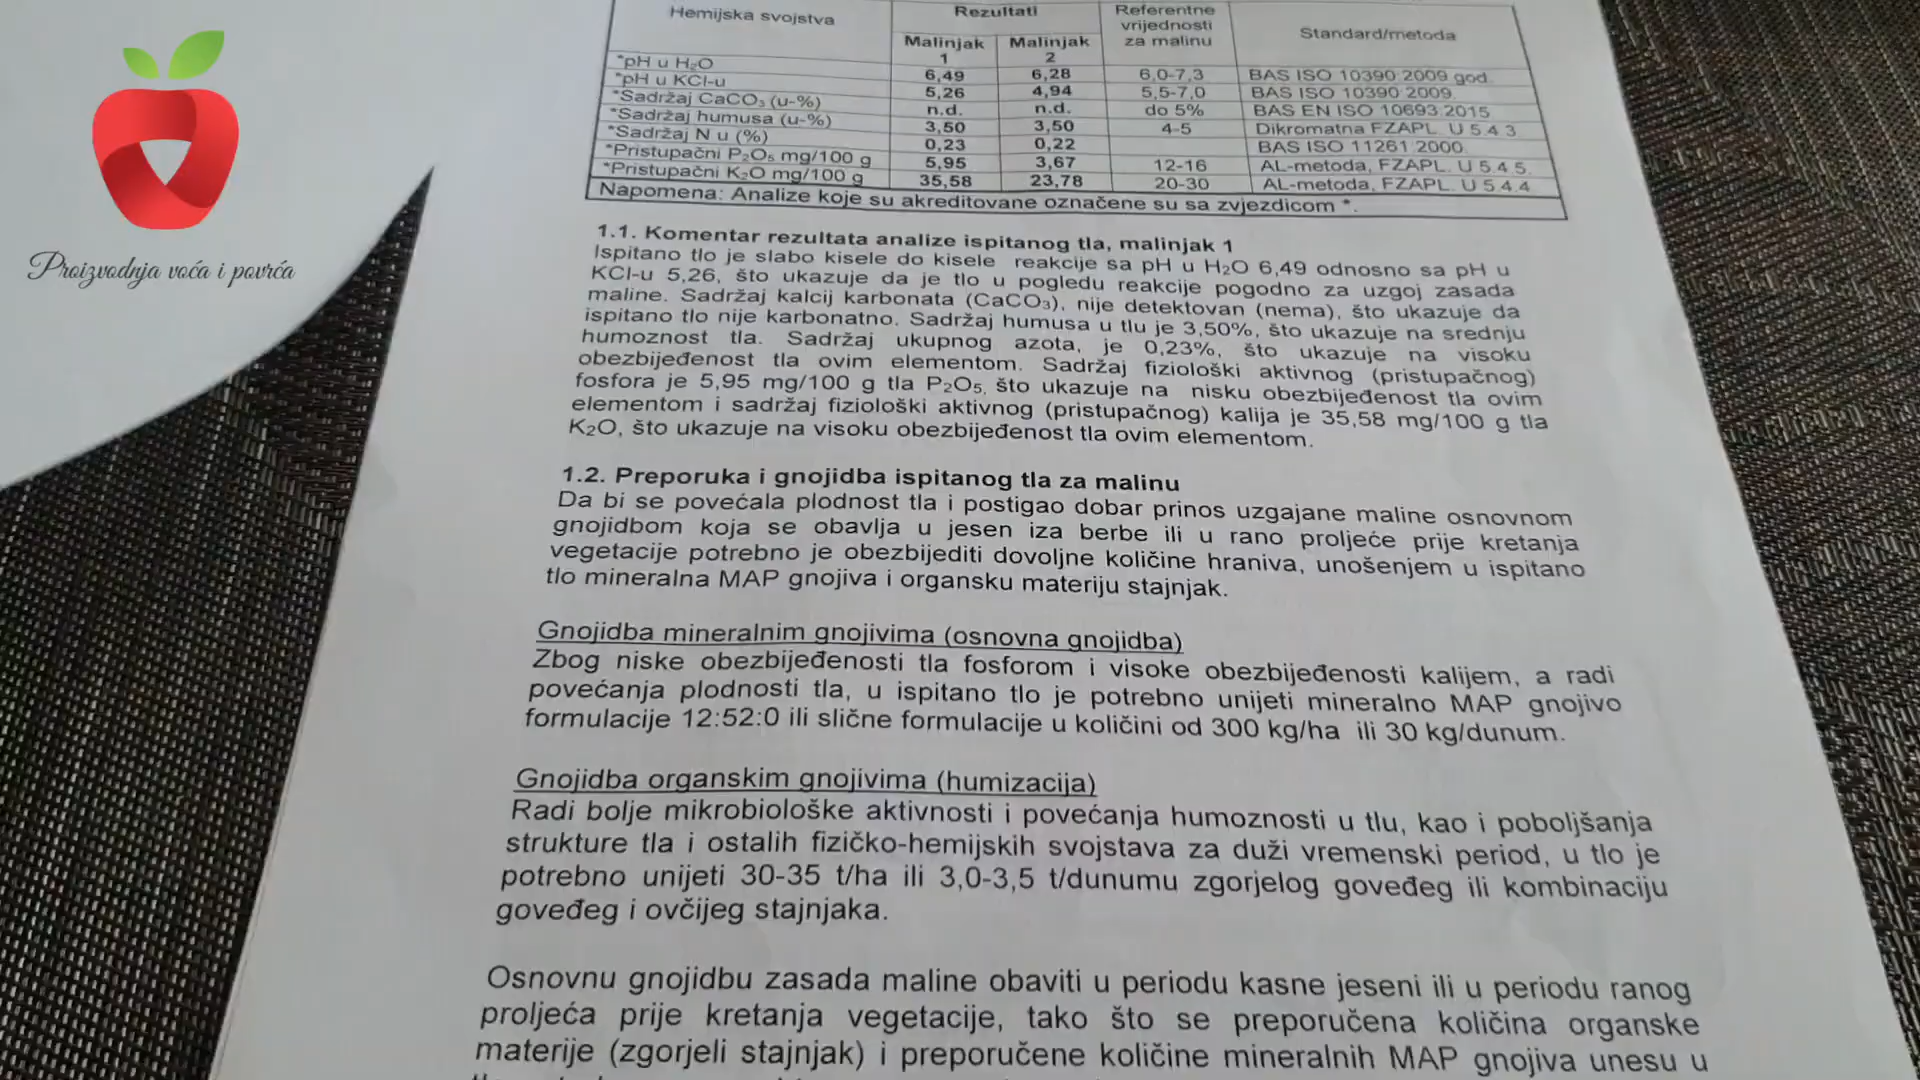 Proizvodnja voća i povrća
Hemijska svojstva Rezultati Referentne vrijednosti za malinu Standard/metoda
Malinjak 1 Malinjak 2
*pH u H₂O 6,49 6,28 6,0-7,3 BAS ISO 10390:2009 god.
*pH u KCl-u 5,26 4,94 5,5-7,0 BAS ISO 10390:2009.
*Sadržaj CaCO₃ (u-%) n.d. n.d. do 5% BAS EN ISO 10693:2015
*Sadržaj humusa (u-%) 3,50 3,50 4-5 Dikromatna FZAPL. U 5.4.3
*Sadržaj N u (%) 0,23 0,22 BAS ISO 11261:2000.
*Pristupačni P₂O₅ mg/100 g 5,95 3,67 12-16 AL-metoda, FZAPL. U 5.4.5.
*Pristupačni K₂O mg/100 g 35,58 23,78 20-30 AL-metoda, FZAPL. U 5.4.4.
Napomena: Analize koje su akreditovane označene su sa zvjezdicom *.
1.1. Komentar rezultata analize ispitanog tla, malinjak 1
Ispitano tlo je slabo kisele do kisele reakcije sa pH u H₂O 6,49 odnosno sa pH u
KCl-u 5,26, što ukazuje da je tlo u pogledu reakcije pogodno za uzgoj zasada
maline. Sadržaj kalcij karbonata (CaCO₃), nije detektovan (nema), što ukazuje da
ispitano tlo nije karbonatno. Sadržaj humusa u tlu je 3,50%, što ukazuje na srednju
humoznost tla. Sadržaj ukupnog azota, je 0,23%, što ukazuje na visoku
obezbijeđenost tla ovim elementom. Sadržaj fiziološki aktivnog (pristupačnog)
fosfora je 5,95 mg/100 g tla P₂O₅, što ukazuje na nisku obezbijeđenost tla ovim
elementom i sadržaj fiziološki aktivnog (pristupačnog) kalija je 35,58 mg/100 g tla
K₂O, što ukazuje na visoku obezbijeđenost tla ovim elementom.
1.2. Preporuka i gnojidba ispitanog tla za malinu
Da bi se povećala plodnost tla i postigao dobar prinos uzgajane maline osnovnom
gnojidbom koja se obavlja u jesen iza berbe ili u rano proljeće prije kretanja
vegetacije potrebno je obezbijediti dovoljne količine hraniva, unošenjem u ispitano
tlo mineralna MAP gnojiva i organsku materiju stajnjak.
Gnojidba mineralnim gnojivima (osnovna gnojidba)
Zbog niske obezbijeđenosti tla fosforom i visoke obezbijeđenosti kalijem, a radi
povećanja plodnosti tla, u ispitano tlo je potrebno unijeti mineralno MAP gnojivo
formulacije 12:52:0 ili slične formulacije u količini od 300 kg/ha ili 30 kg/dunum.
Gnojidba organskim gnojivima (humizacija)
Radi bolje mikrobiološke aktivnosti i povećanja humoznosti u tlu, kao i poboljšanja
strukture tla i ostalih fizičko-hemijskih svojstava za duži vremenski period, u tlo je
potrebno unijeti 30-35 t/ha ili 3,0-3,5 t/dunumu zgorjelog goveđeg ili kombinaciju
goveđeg i ovčijeg stajnjaka.
Osnovnu gnojidbu zasada maline obaviti u periodu kasne jeseni ili u periodu ranog
proljeća prije kretanja vegetacije, tako što se preporučena količina organske
materije (zgorjeli stajnjak) i preporučene količine mineralnih MAP gnojiva unesu u